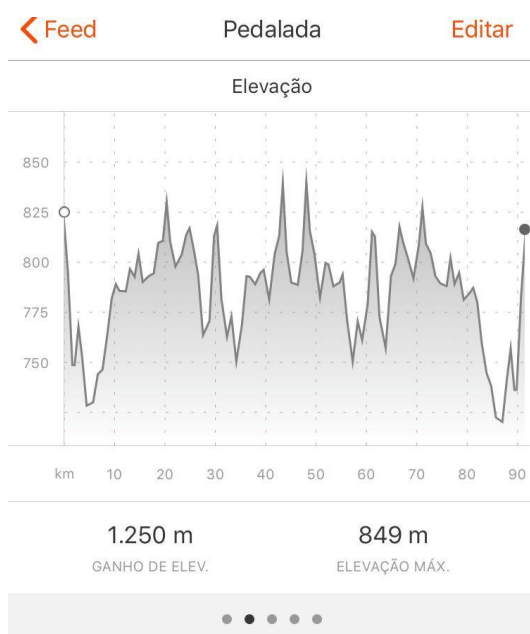 Feed Pedalada Editar
Elevação
850
825
800
775
750
km 10 20 30 40 50 60 70 80 90
1.250 m 849 m
GANHO DE ELEV. ELEVAÇÃO MÁX.